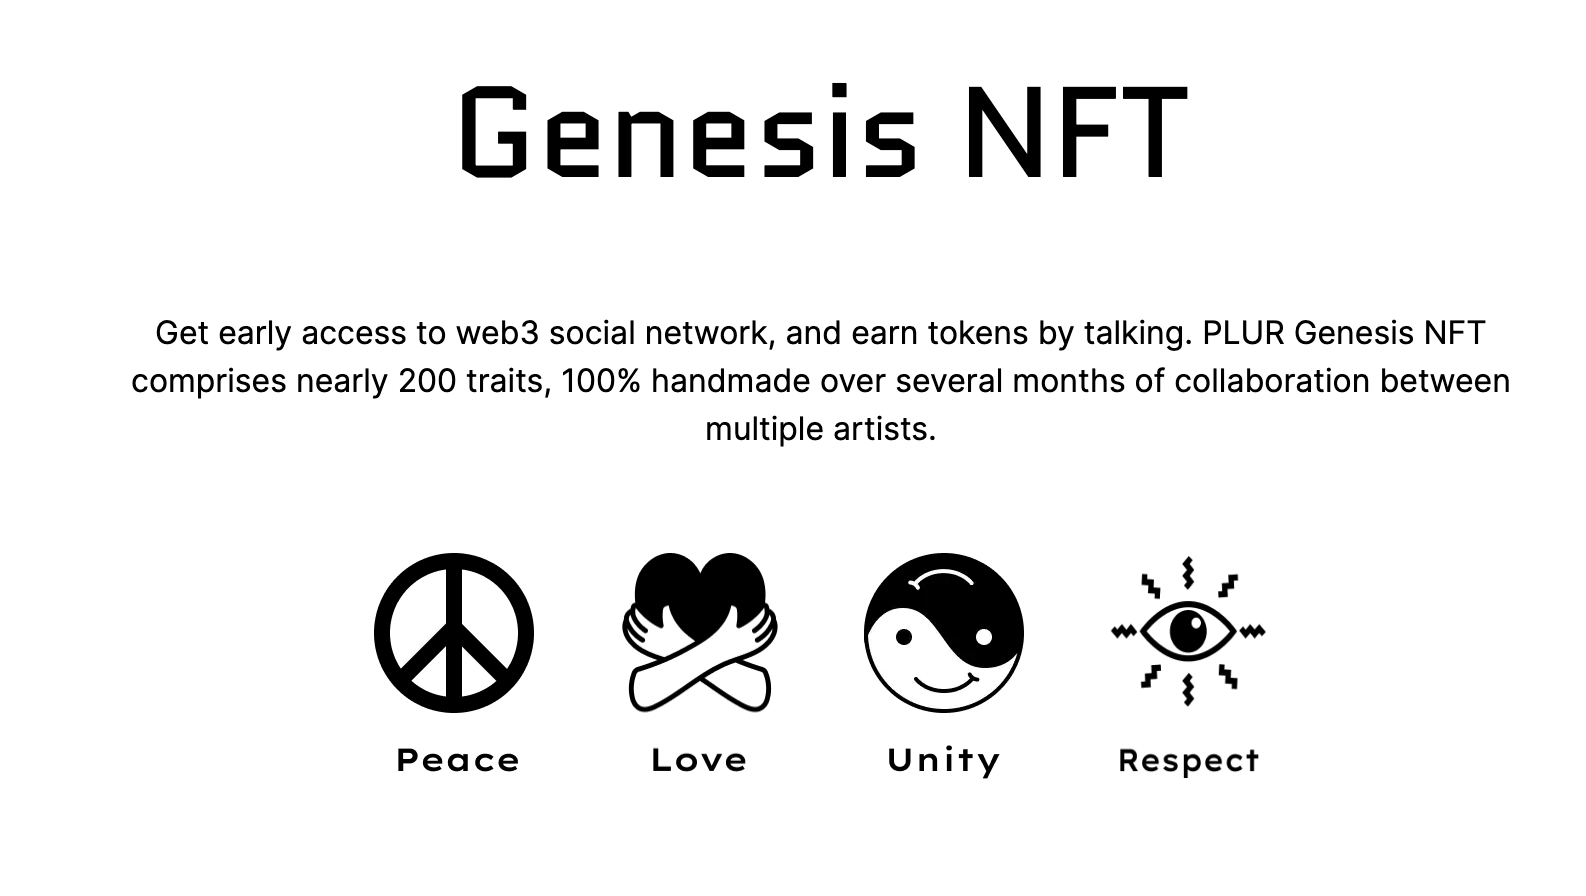 Genesis NFT
Get early access to web3 social network, and earn tokens by talking. PLUR Genesis NFT
comprises nearly 200 traits, 100% handmade over several months of collaboration between
multiple artists.
Peace
Love
Unity
Respect